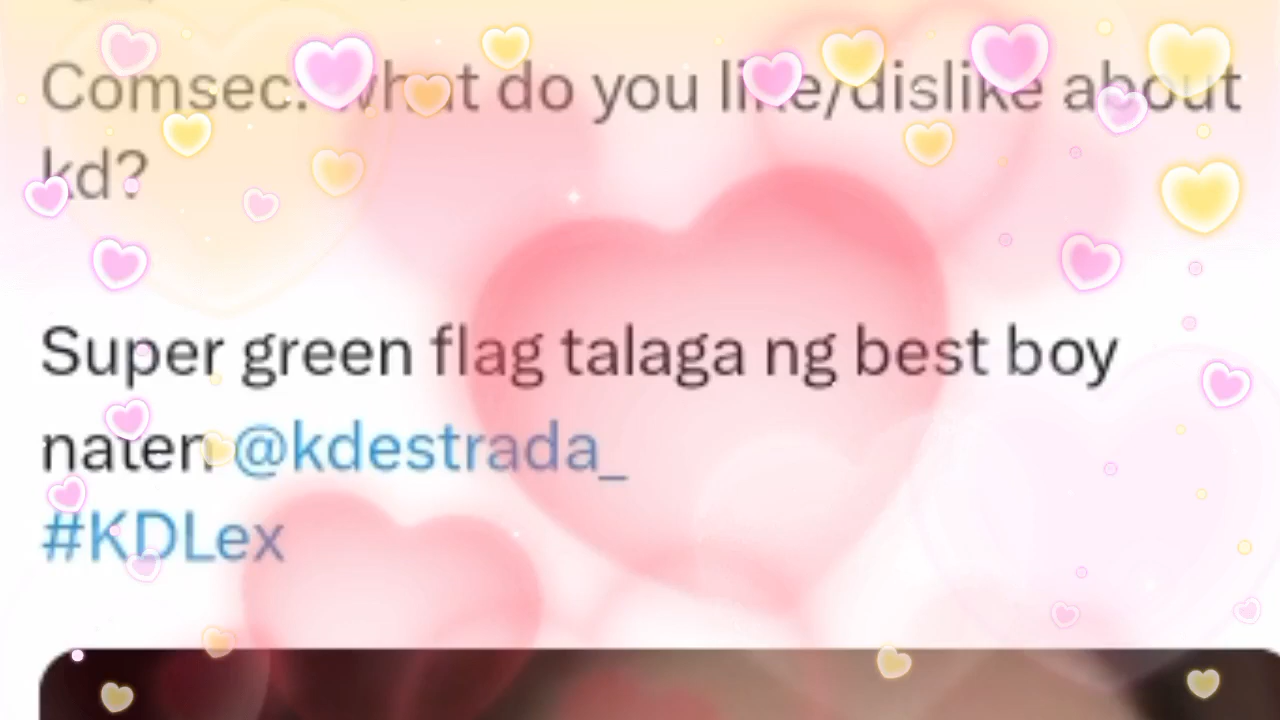 Comsec: what do you like/dislike about
kd?
Super green flag talaga ng best boy
naten @kdestrada_
#KDLex